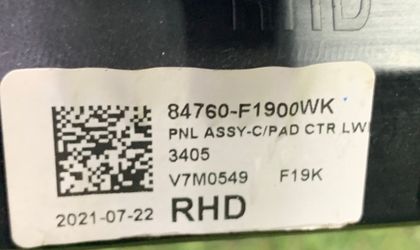 RHD
84760-F1900WK
PNL ASSY-C/PAD CTR LW
3405
V7M0549 F19K
2021-07-22 RHD